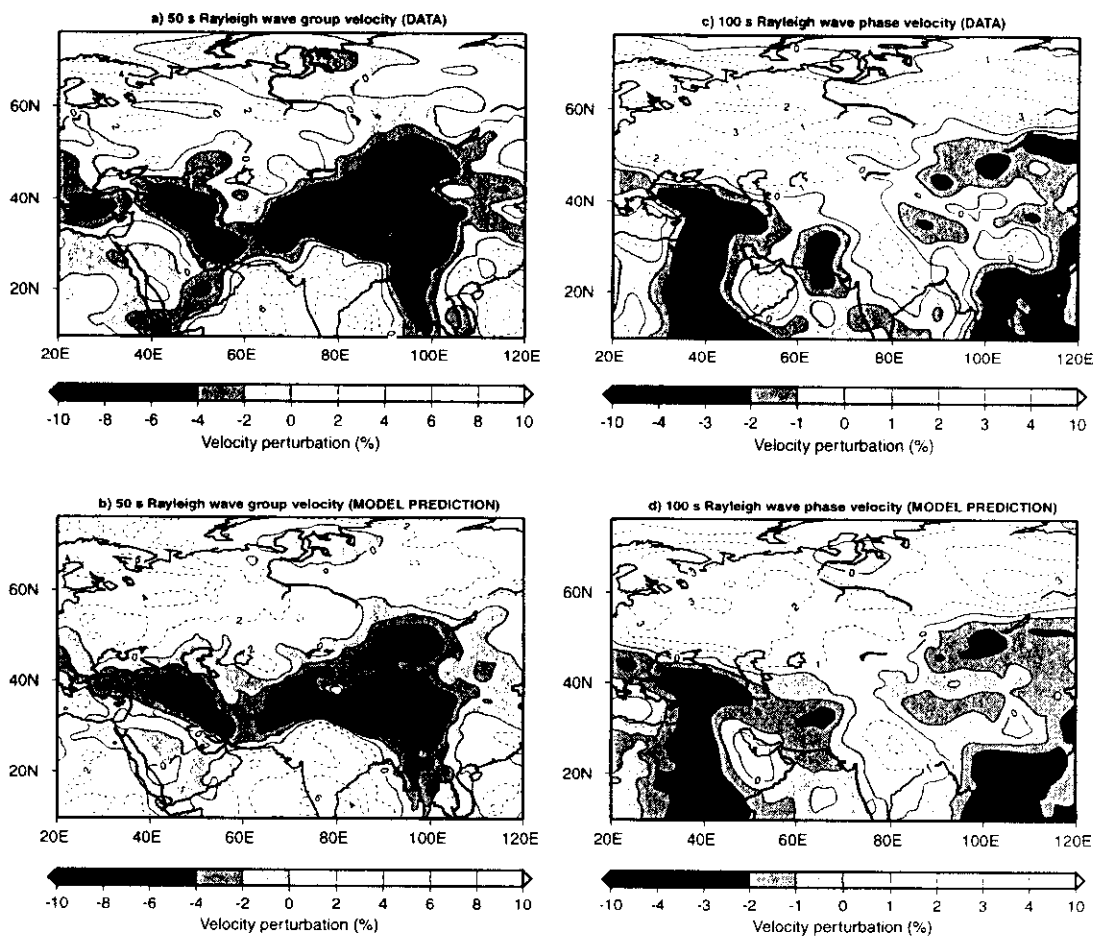 a) 50 s Rayleigh wave group velocity (DATA)
60N
40N
20N
20E 40E 60E 80E 100E 120E
-10 -8 -6 -4 -2 0 2 4 6 8 10
Velocity perturbation (%)
c) 100 s Rayleigh wave phase velocity (DATA)
60N
40N
20N
20E 40E 60E 80E 100E 120E
-10 -4 -3 -2 -1 0 1 2 3 4 10
Velocity perturbation (%)
b) 50 s Rayleigh wave group velocity (MODEL PREDICTION)
60N
40N
20N
20E 40E 60E 80E 100E 120E
-10 -8 -6 -4 -2 0 2 4 6 8 10
Velocity perturbation (%)
d) 100 s Rayleigh wave phase velocity (MODEL PREDICTION)
60N
40N
20N
20E 40E 60E 80E 100E 120E
-10 -4 -3 -2 -1 0 1 2 3 4 10
Velocity perturbation (%)